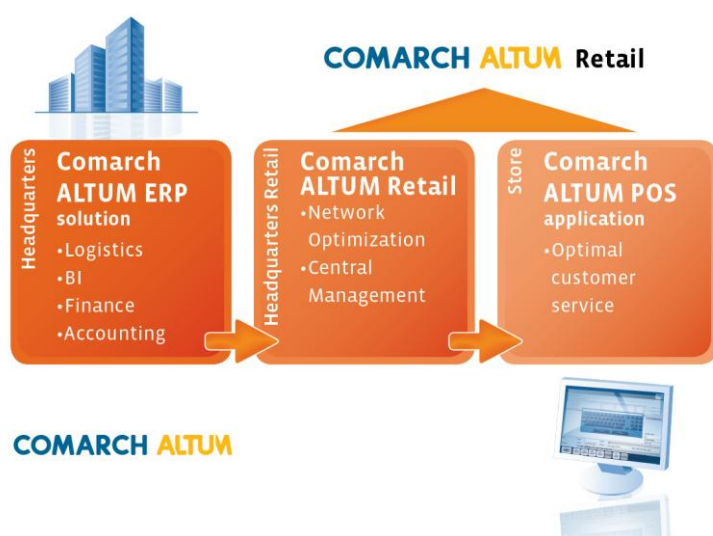 COMARCH ALTUM Retail
Headquarters
Comarch
ALTUM ERP
solution
•Logistics
•BI
•Finance
•Accounting
Headquarters Retail
Comarch
ALTUM Retail
•Network
Optimization
•Central
Management
Store
Comarch
ALTUM POS
application
•Optimal
customer
service
COMARCH ALTUM